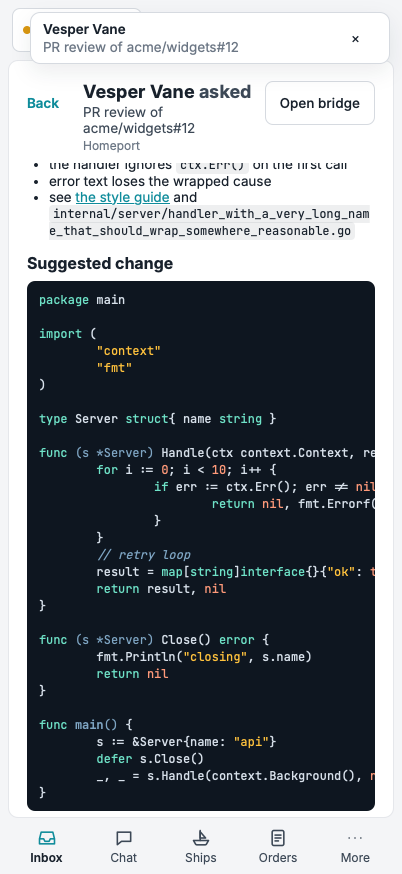 Vesper Vane
PR review of acme/widgets#12
×
Back
Vesper Vane asked
PR review of
acme/widgets#12
Homeport
Open bridge
• the handler ignores ctx.Err() on the first call
• error text loses the wrapped cause
• see the style guide and
internal/server/handler_with_a_very_long_nam
e_that_should_wrap_somewhere_reasonable.go
Suggested change
package main
import (
"context"
"fmt"
)
type Server struct{ name string }
func (s *Server) Handle(ctx context.Context, re
for i := 0; i < 10; i++ {
if err := ctx.Err(); err != nil
return nil, fmt.Errorf(
}
}
// retry loop
result = map[string]interface{}{"ok": t
return result, nil
}
func (s *Server) Close() error {
fmt.Println("closing", s.name)
return nil
}
func main() {
s := &Server{name: "api"}
defer s.Close()
_, _ = s.Handle(context.Background(), n
}
Inbox
Chat
Ships
Orders
More